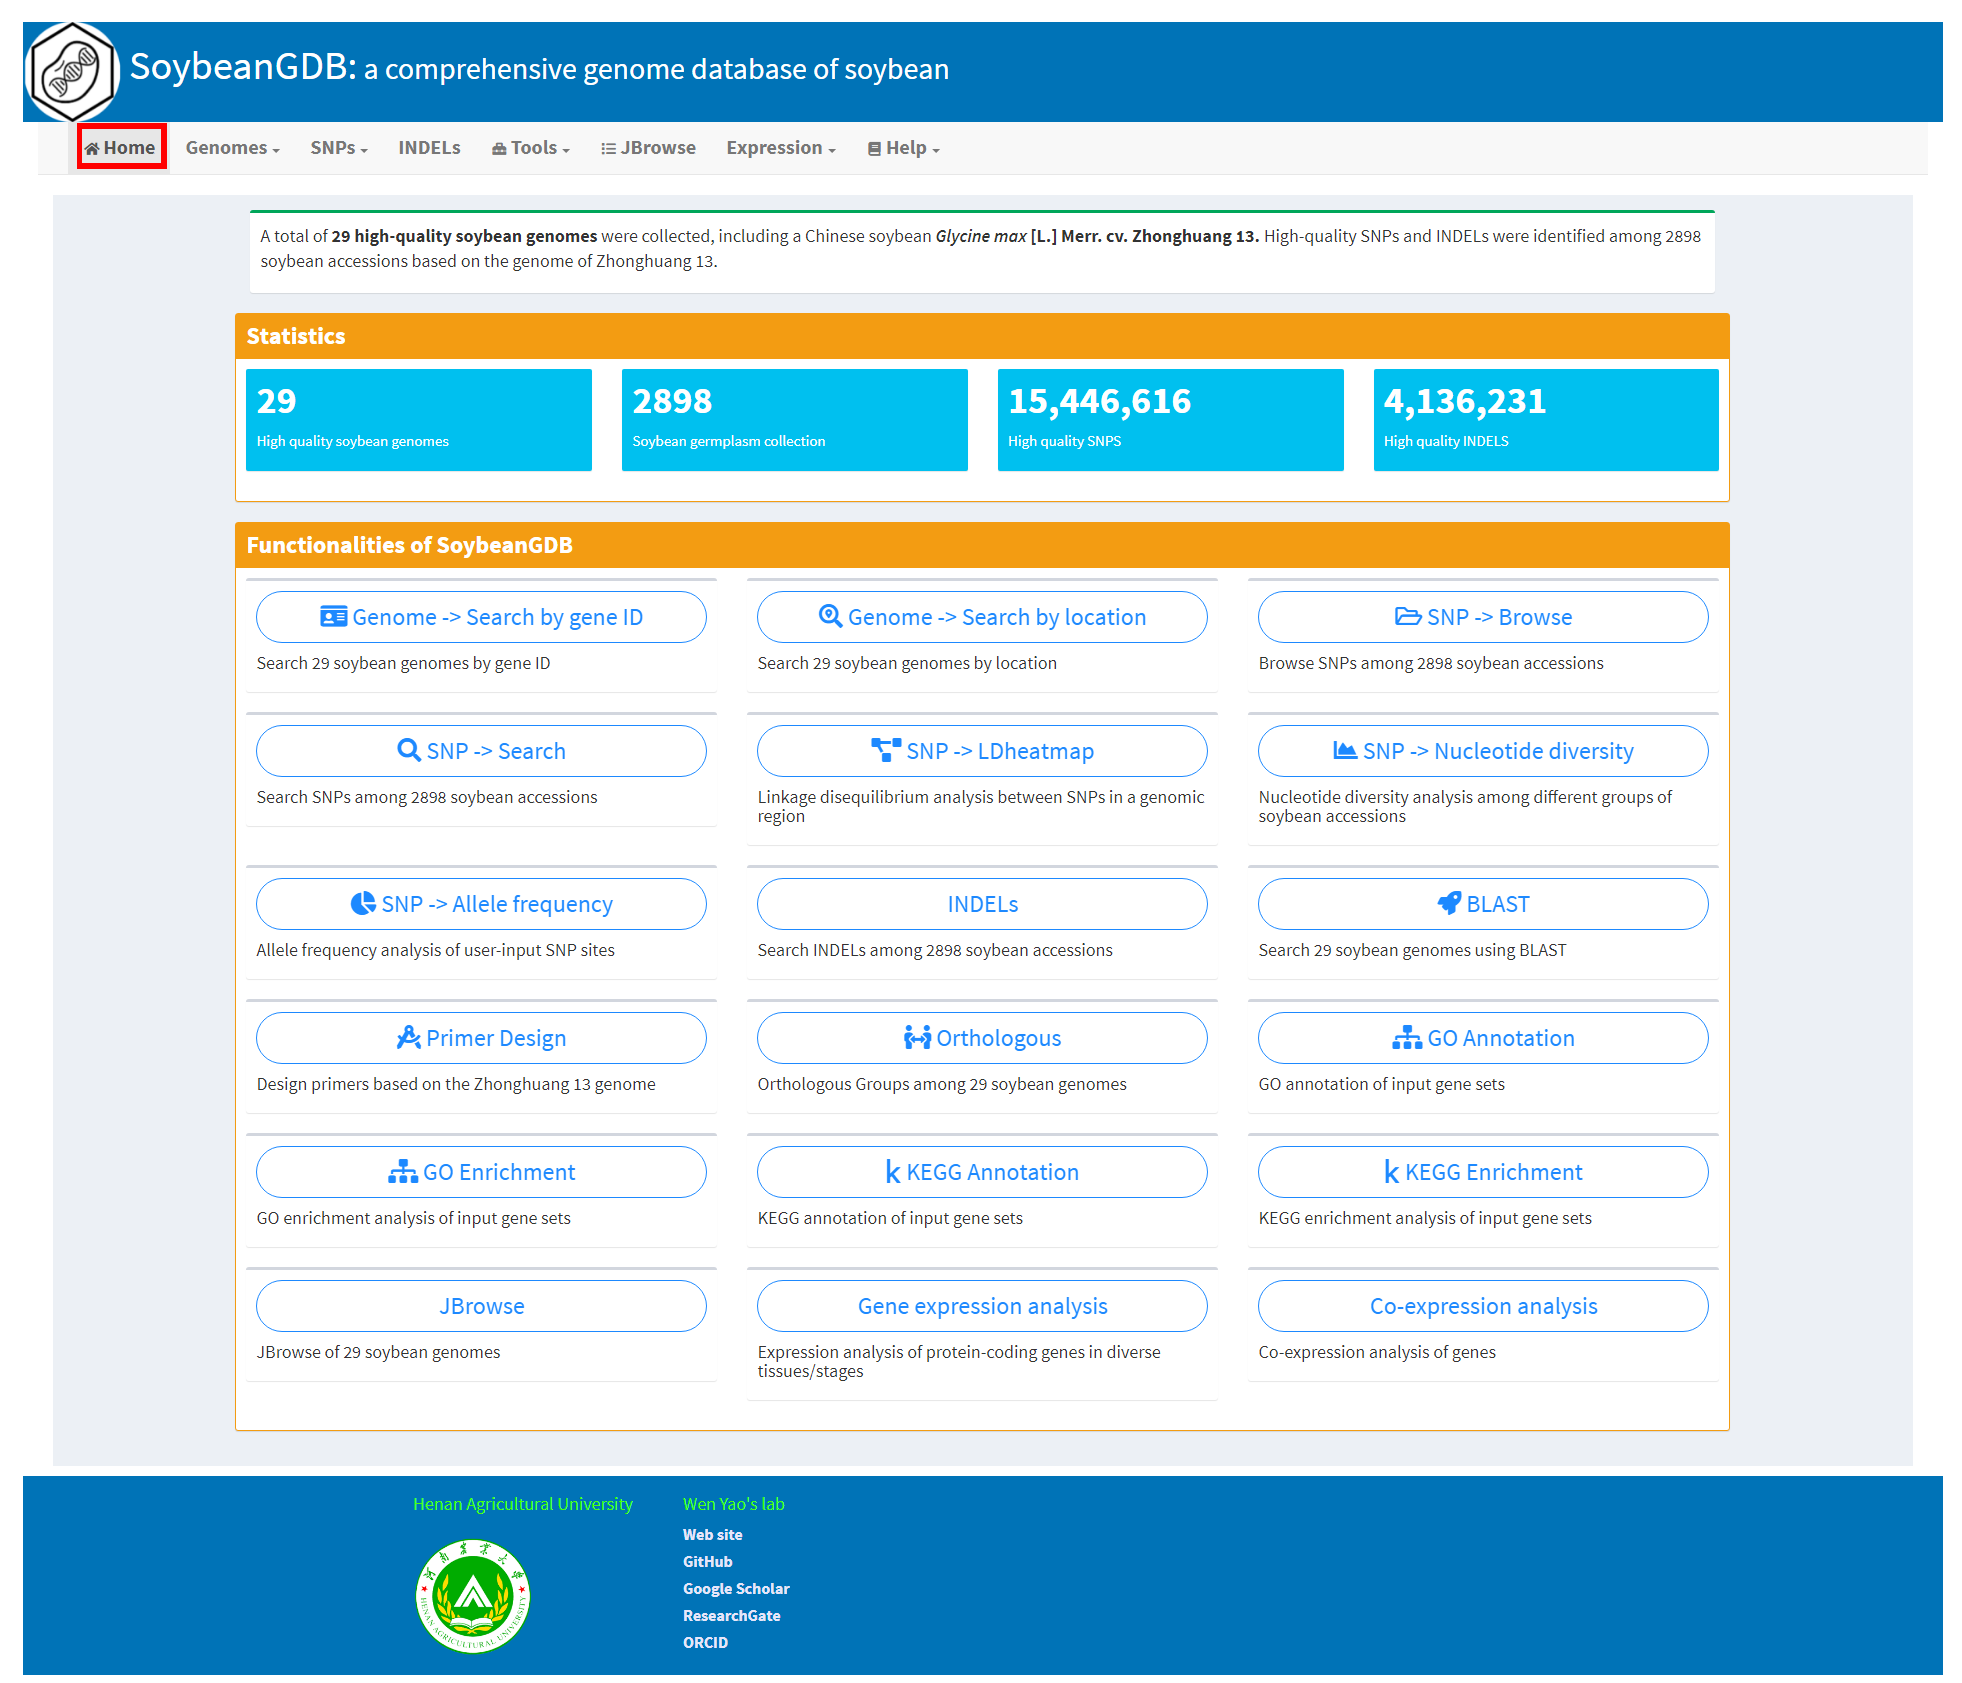 SoybeanGDB: a comprehensive genome database of soybean
Home Genomes SNPs INDELs Tools JBrowse Expression Help
A total of 29 high-quality soybean genomes were collected, including a Chinese soybean Glycine max [L.] Merr. cv. Zhonghuang 13. High-quality SNPs and INDELs were identified among 2898
soybean accessions based on the genome of Zhonghuang 13.
Statistics
29 2898 15,446,616 4,136,231
High quality soybean genomes Soybean germplasm collection High quality SNPS High quality INDELS
Functionalities of SoybeanGDB
Genome -> Search by gene ID
Search 29 soybean genomes by gene ID
Genome -> Search by location
Search 29 soybean genomes by location
SNP -> Browse
Browse SNPs among 2898 soybean accessions
SNP -> Search
Search SNPs among 2898 soybean accessions
SNP -> LDheatmap
Linkage disequilibrium analysis between SNPs in a genomic
region
SNP -> Nucleotide diversity
Nucleotide diversity analysis among different groups of
soybean accessions
SNP -> Allele frequency
Allele frequency analysis of user-input SNP sites
INDELs
Search INDELs among 2898 soybean accessions
BLAST
Search 29 soybean genomes using BLAST
Primer Design
Design primers based on the Zhonghuang 13 genome
Orthologous
Orthologous Groups among 29 soybean genomes
GO Annotation
GO annotation of input gene sets
GO Enrichment
GO enrichment analysis of input gene sets
k KEGG Annotation
KEGG annotation of input gene sets
k KEGG Enrichment
KEGG enrichment analysis of input gene sets
JBrowse
JBrowse of 29 soybean genomes
Gene expression analysis
Expression analysis of protein-coding genes in diverse
tissues/stages
Co-expression analysis
Co-expression analysis of genes
Henan Agricultural University
河南农业大学
HENAN AGRICULTURAL UNIVERSITY
Wen Yao's lab
Web site
GitHub
Google Scholar
ResearchGate
ORCID